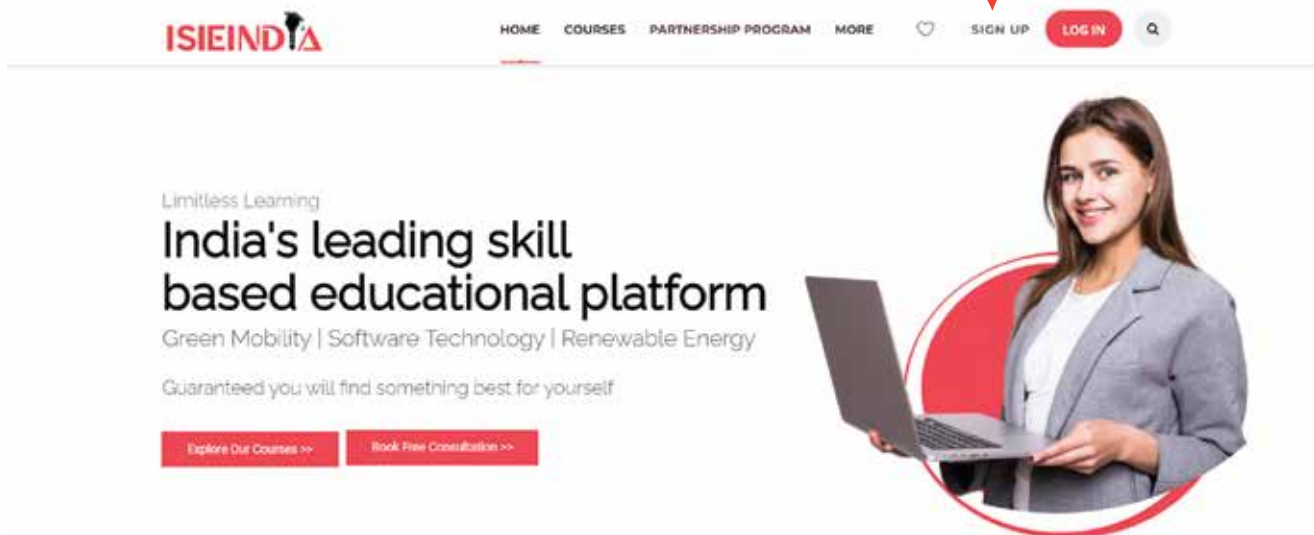 ISIEINDIA
HOME COURSES PARTNERSHIP PROGRAM MORE SIGN UP LOG IN
Limitless Learning
India's leading skill
based educational platform
Green Mobility | Software Technology | Renewable Energy
Guaranteed you will find something best for yourself
Explore Our Courses >> Book Free Consultation >>